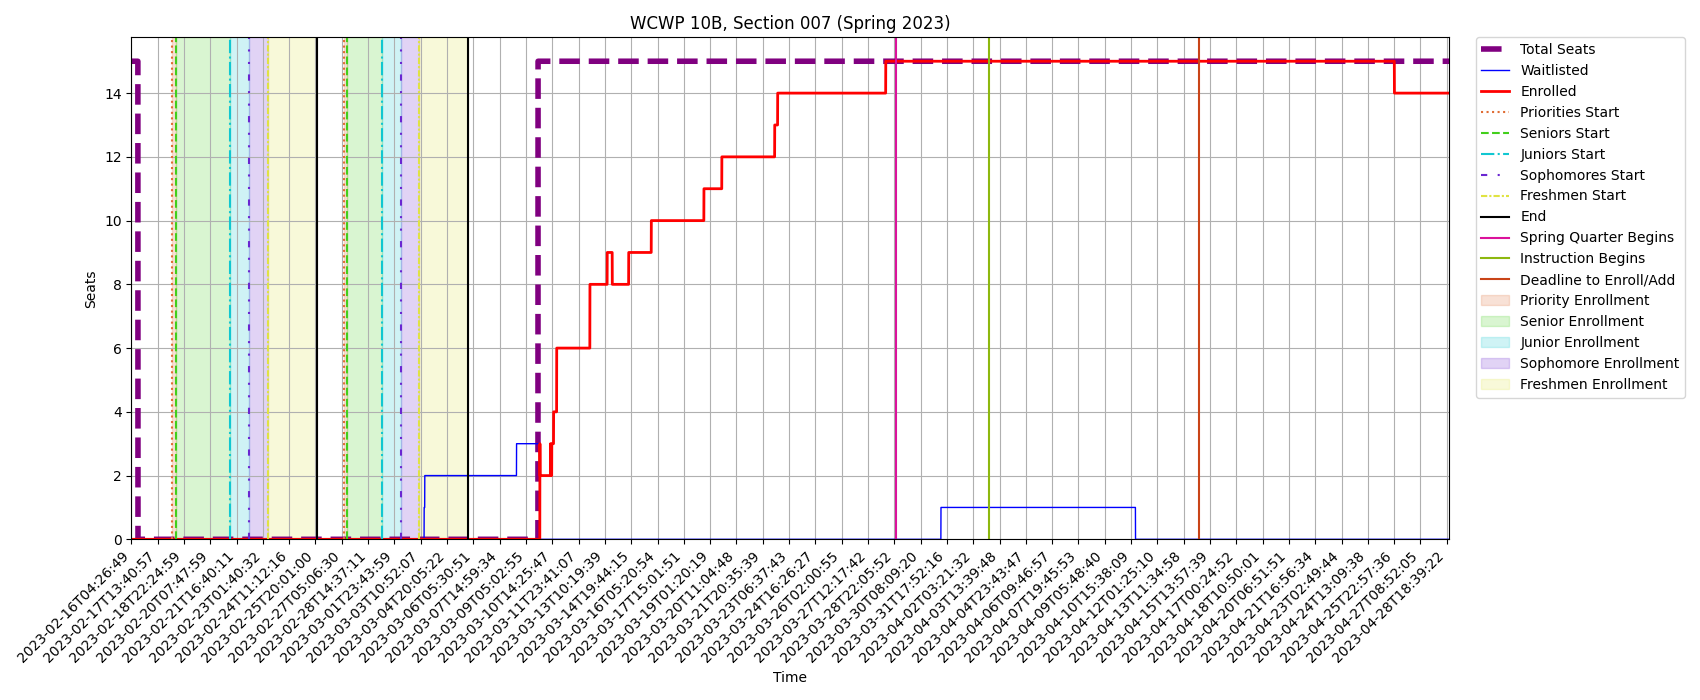 WCWP 10B, Section 007 (Spring 2023)
Seats
14
12
10
8
6
4
2
0
2023-02-16T04:26:49
2023-02-17T13:40:57
2023-02-18T22:24:59
2023-02-20T07:47:59
2023-02-21T16:40:11
2023-02-23T01:40:32
2023-02-24T11:12:16
2023-02-25T20:01:00
2023-02-27T05:06:30
2023-02-28T14:37:11
2023-03-01T23:43:59
2023-03-03T10:52:07
2023-03-04T20:05:22
2023-03-06T05:30:51
2023-03-07T14:59:34
2023-03-09T05:02:55
2023-03-10T14:25:47
2023-03-11T23:41:07
2023-03-13T10:19:39
2023-03-14T19:44:15
2023-03-16T05:20:54
2023-03-17T15:01:51
2023-03-19T01:20:19
2023-03-20T11:04:48
2023-03-21T20:35:39
2023-03-23T06:37:43
2023-03-24T16:26:27
2023-03-26T02:00:55
2023-03-27T12:17:42
2023-03-28T22:05:52
2023-03-30T08:09:20
2023-03-31T17:52:16
2023-04-02T03:21:32
2023-04-03T13:39:48
2023-04-04T23:43:47
2023-04-06T09:46:57
2023-04-07T19:45:53
2023-04-09T05:48:40
2023-04-10T15:38:09
2023-04-12T01:25:10
2023-04-13T11:34:58
2023-04-15T13:57:39
2023-04-17T00:24:52
2023-04-18T10:50:01
2023-04-20T06:51:51
2023-04-21T16:56:34
2023-04-23T02:49:44
2023-04-24T13:09:38
2023-04-25T22:57:36
2023-04-27T08:52:05
2023-04-28T18:39:22
Time
Total Seats
Waitlisted
Enrolled
Priorities Start
Seniors Start
Juniors Start
Sophomores Start
Freshmen Start
End
Spring Quarter Begins
Instruction Begins
Deadline to Enroll/Add
Priority Enrollment
Senior Enrollment
Junior Enrollment
Sophomore Enrollment
Freshmen Enrollment